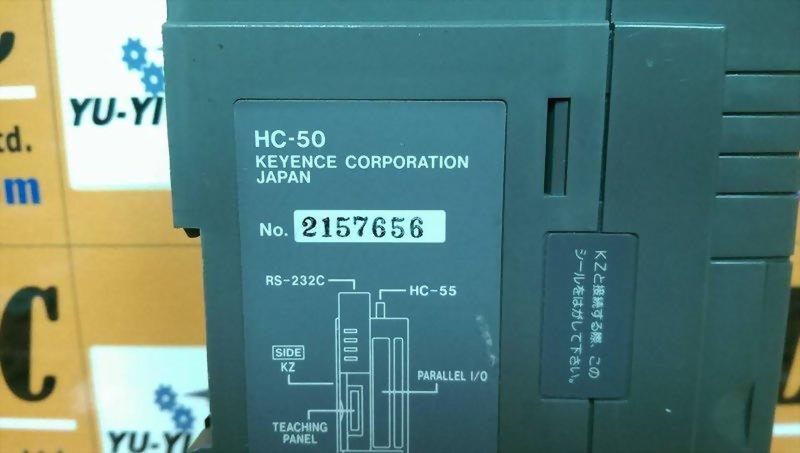 YU-YI
td.
m
C
YU-YI
HC-50
KEYENCE CORPORATION
JAPAN
No. 2157656
RS-232C
HC-55
SIDE
KZ
PARALLEL I/O
TEACHING
PANEL
KZと接続する際、この
シールをはがして下さい。